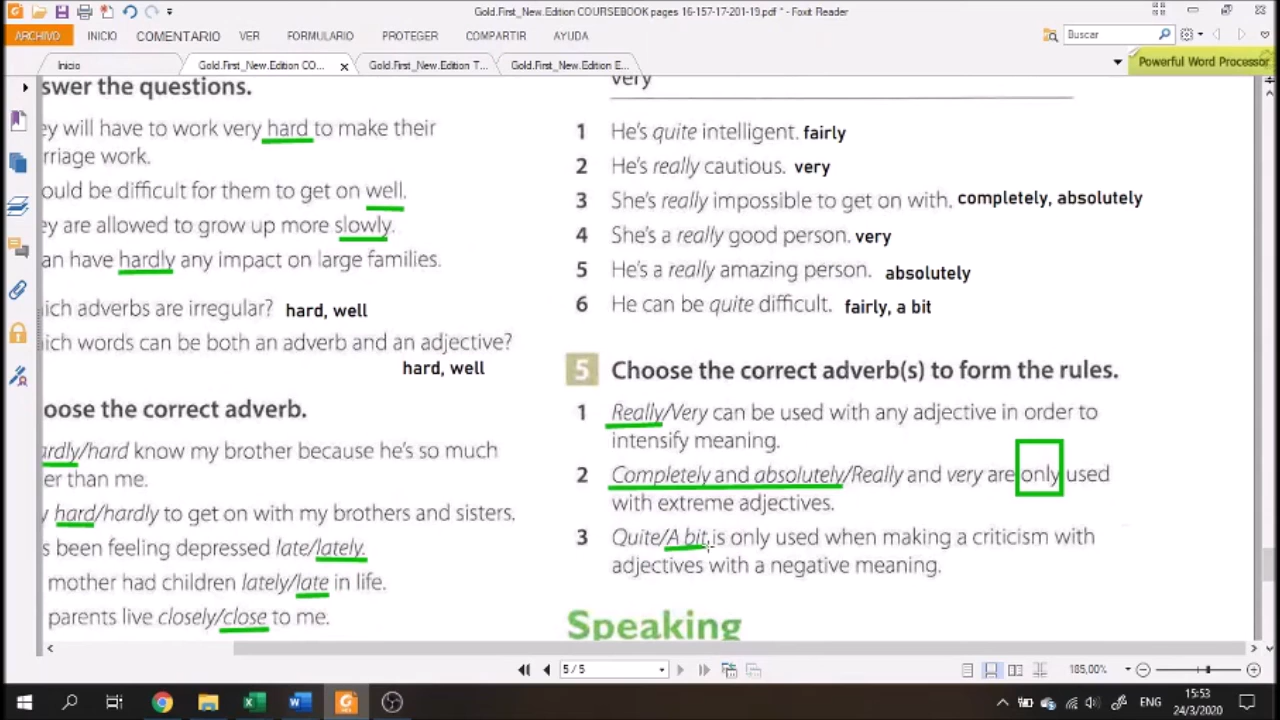 Gold.First_New.Edition COURSEBOOK pages 16-157-17-201-19.pdf * - Foxit Reader
ARCHIVO INICIO COMENTARIO VER FORMULARIO PROTEGER COMPARTIR AYUDA Buscar
Inicio Gold.First_New.Edition CO... Gold.First_New.Edition T... Gold.First_New.Edition E... Powerful Word Processor
swer the questions.
ey will have to work very hard to make their
rriage work.
ould be difficult for them to get on well.
ey are allowed to grow up more slowly.
an have hardly any impact on large families.
ich adverbs are irregular? hard, well
ich words can be both an adverb and an adjective?
hard, well
oose the correct adverb.
ardly/hard know my brother because he's so much
er than me.
y hard/hardly to get on with my brothers and sisters.
s been feeling depressed late/lately.
mother had children lately/late in life.
parents live closely/close to me.
very
1 He's quite intelligent. fairly
2 He's really cautious. very
3 She's really impossible to get on with. completely, absolutely
4 She's a really good person. very
5 He's a really amazing person. absolutely
6 He can be quite difficult. fairly, a bit
5 Choose the correct adverb(s) to form the rules.
1 Really/Very can be used with any adjective in order to
intensify meaning.
2 Completely and absolutely/Really and very are only used
with extreme adjectives.
3 Quite/A bit is only used when making a criticism with
adjectives with a negative meaning.
Speaking
5 / 5 185,00%
ENG 15:53
24/3/2020